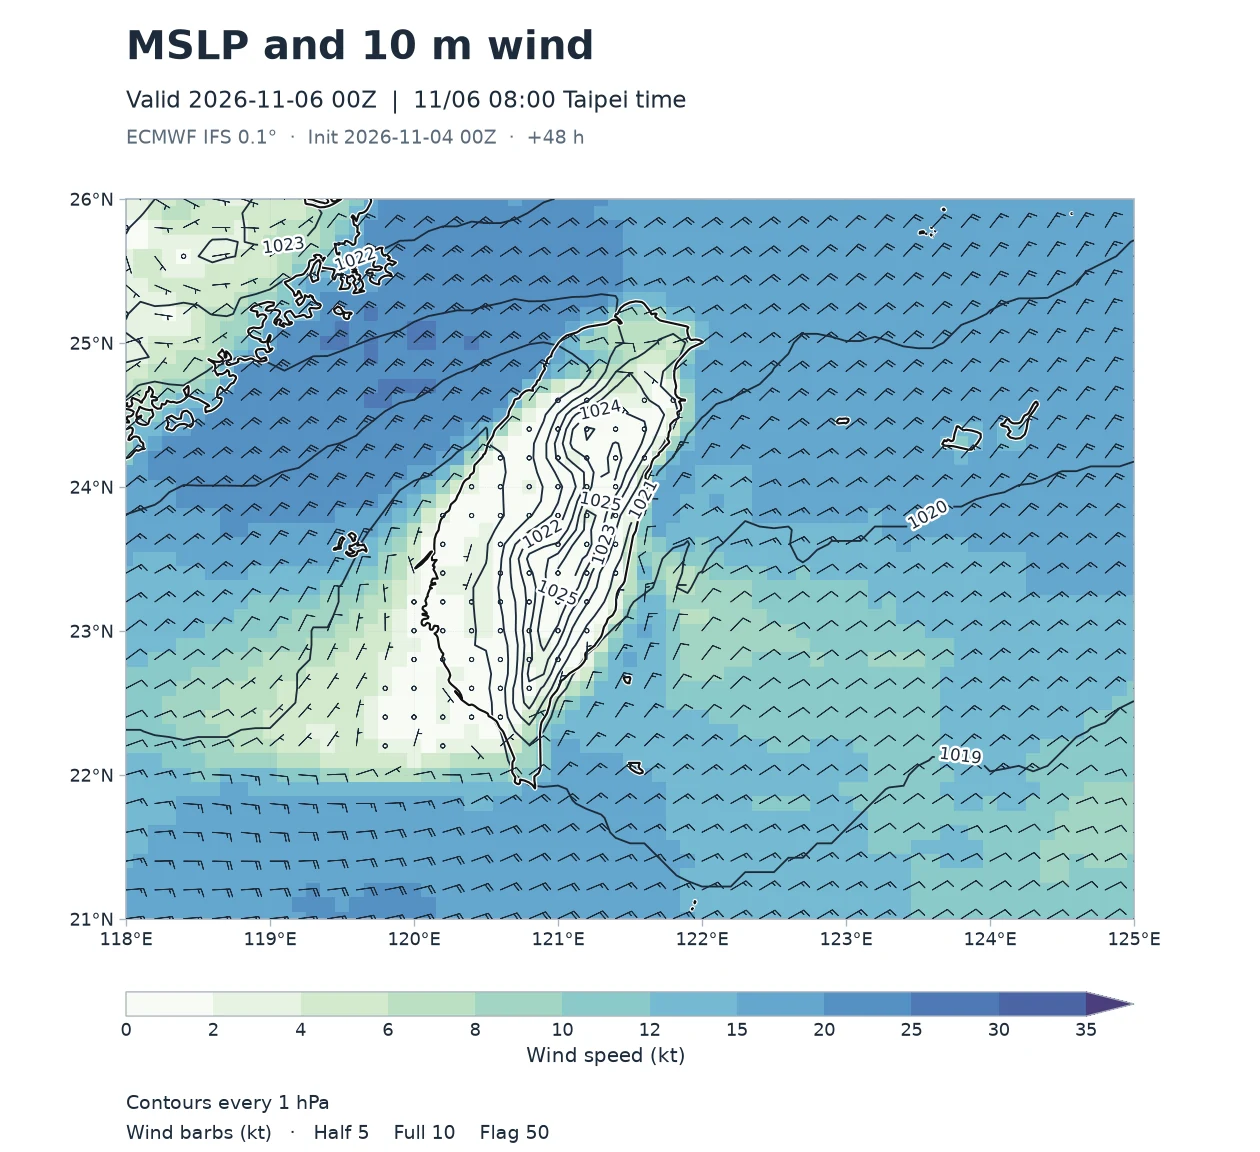 MSLP and 10 m wind
Valid 2026-11-06 00Z | 11/06 08:00 Taipei time
ECMWF IFS 0.1° · Init 2026-11-04 00Z · +48 h
26°N
1023
1022
25°N
1024
24°N
1025
1021
1020
1022
1023
1025
23°N
1019
22°N
21°N
118°E 119°E 120°E 121°E 122°E 123°E 124°E 125°E
0 2 4 6 8 10 12 15 20 25 30 35
Wind speed (kt)
Contours every 1 hPa
Wind barbs (kt) · Half 5 Full 10 Flag 50